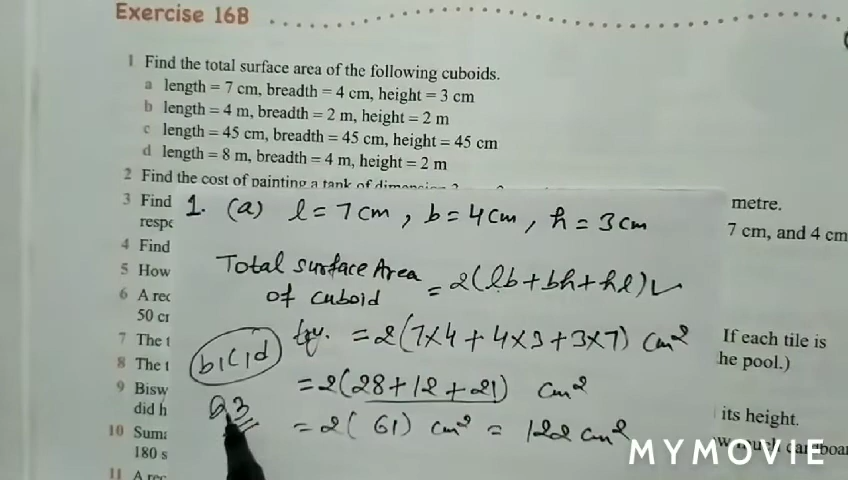 Exercise 16B
1 Find the total surface area of the following cuboids.
a length = 7 cm, breadth = 4 cm, height = 3 cm
b length = 4 m, breadth = 2 m, height = 2 m
c length = 45 cm, breadth = 45 cm, height = 45 cm
d length = 8 m, breadth = 4 m, height = 2 m
2 Find the cost of painting a tank of dimension
3 Find metre.
7 cm, and 4 cm
4 Find
5 How
6 A rec
50 cr
7 The t If each tile is
8 The t he pool.)
9 Bisw
did h its height.
10 Suma
180 s
11 A rec
1. (a) l = 7 cm, b = 4 cm, h = 3 cm
Total surface Area of cuboid = 2(lb + bh + hl)
= 2(7×4 + 4×3 + 3×7) cm²
b, c, d
= 2(28 + 12 + 21) cm²
Q3
= 2(61) cm² = 122 cm²
MYMOVIE